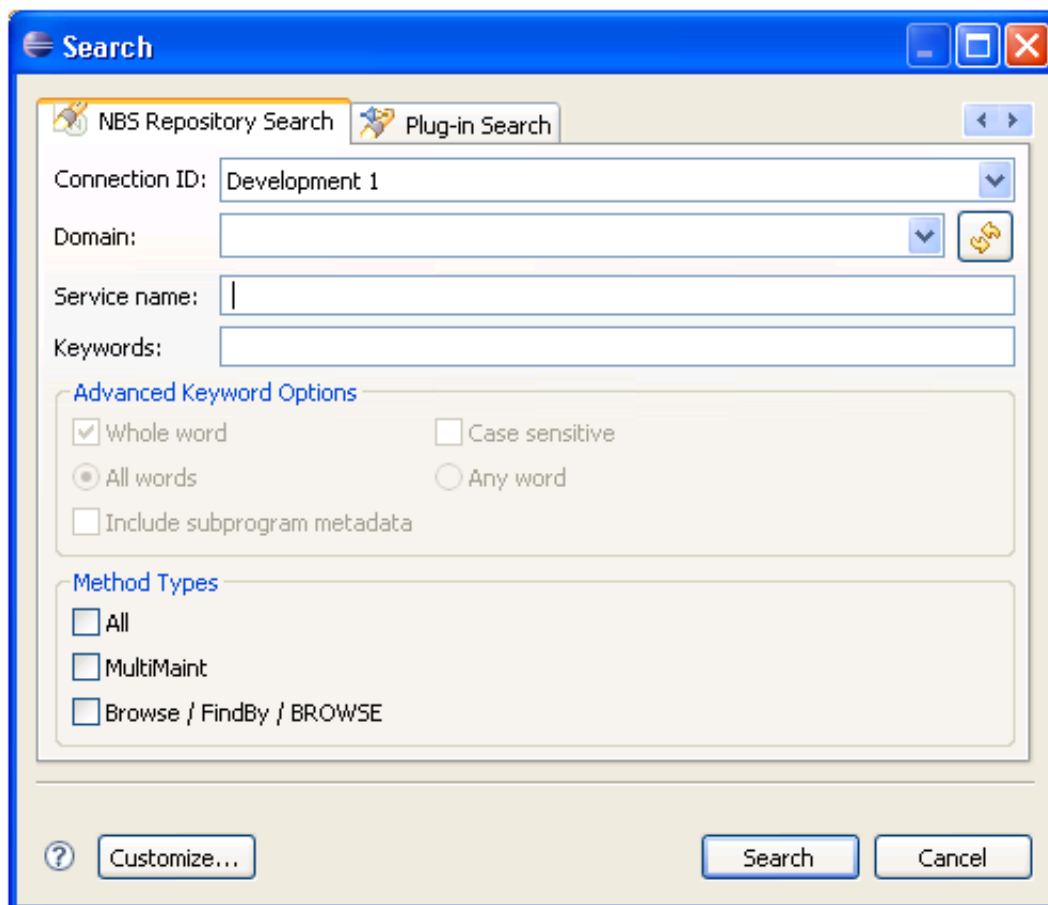 Search
NBS Repository Search Plug-in Search
Connection ID: Development 1
Domain:
Service name:
Keywords:
Advanced Keyword Options
Whole word Case sensitive
All words Any word
Include subprogram metadata
Method Types
All
MultiMaint
Browse / FindBy / BROWSE
? Customize... Search Cancel